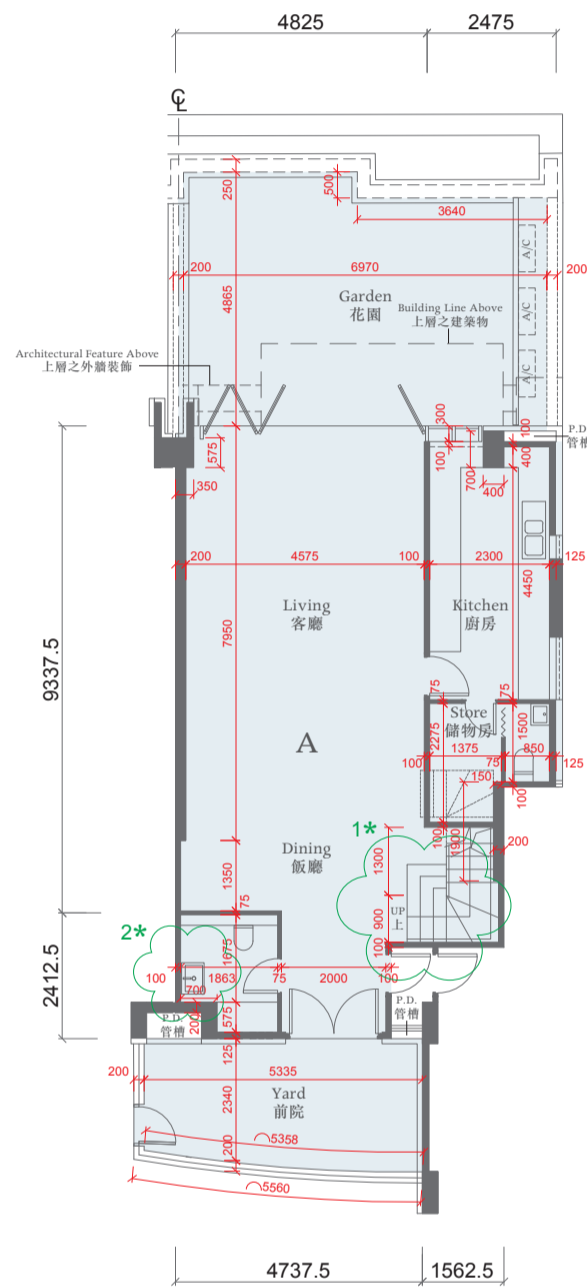 4825
2475
℄
250
500
3640
200
6970
200
4865
A/C
A/C
A/C
Garden
花園
Building Line Above
上層之建築物
Architectural Feature Above
上層之外牆裝飾
P.D.
管槽
300
100
100
400
700
575
350
400
200
4575
100
2300
125
4450
9337.5
7950
Living
客廳
Kitchen
廚房
75
75
Store
儲物房
2275
1500
1375
850
A
100
75
125
150
100
1*
100
1900
200
Dining
飯廳
1300
1350
75
UP
上
900
2*
2412.5
1675
100
100
1863
75
2000
100
700
P.D.
管槽
200
575
P.D.
管槽
125
200
5335
2340
Yard
前院
⌒5358
200
⌒5560
4737.5
1562.5